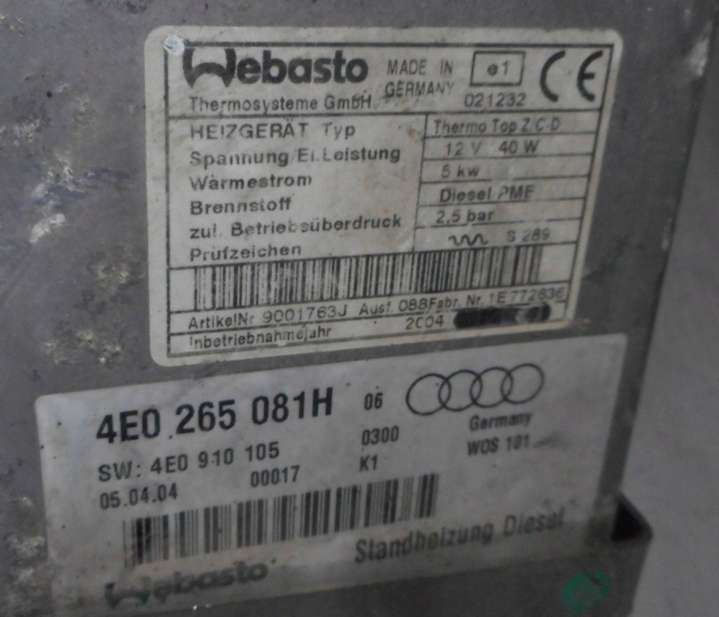 Webasto MADE IN GERMANY e1 CE
Thermosysteme GmbH 021232
HEIZGERÄT Typ Thermo Top Z/C-D
Spannung/El.Leistung 12 V 40 W
Wärmestrom 5 kw
Brennstoff Diesel/PME
zul. Betriebsüberdruck 2,5 bar
Prüfzeichen S 289
ArtikelNr 9001763J Ausf. 08BFabr. Nr. 1E772636
Inbetriebnahmejahr 2004
4E0 265 081H 06
SW: 4E0 910 105 0300 Germany
05.04.04 00017 K1 WOS 101
Standheizung Diesel
Webasto